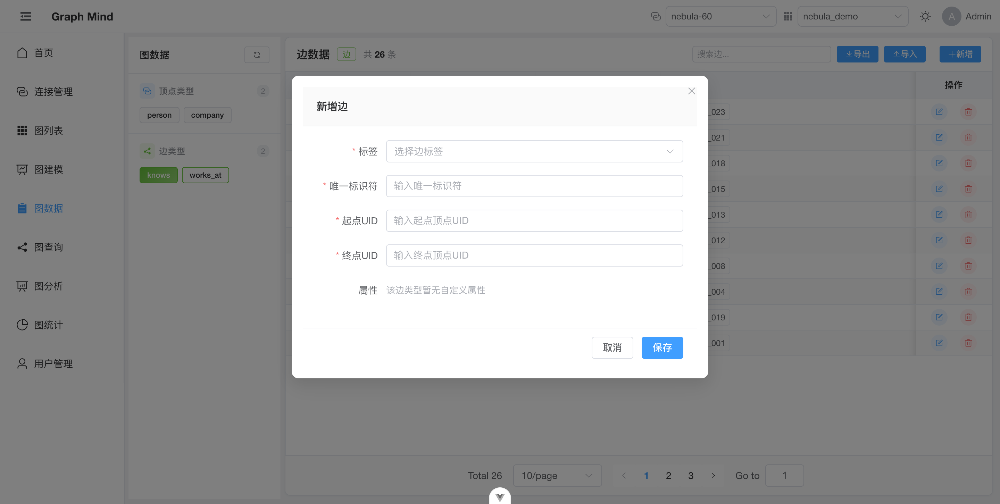 Graph Mind
nebula-60
nebula_demo
A
Admin
首页
连接管理
图列表
图建模
图数据
图查询
图分析
图统计
用户管理
图数据
顶点类型
2
person
company
边类型
2
knows
works_at
边数据
边
共 26 条
搜索边...
导出
导入
新增
操作
_023
_021
_018
_015
_013
_012
_008
_004
_019
_001
新增边
* 标签
选择边标签
* 唯一标识符
输入唯一标识符
* 起点UID
输入起点顶点UID
* 终点UID
输入终点顶点UID
属性
该边类型暂无自定义属性
取消
保存
Total 26
10/page
1
2
3
Go to
1